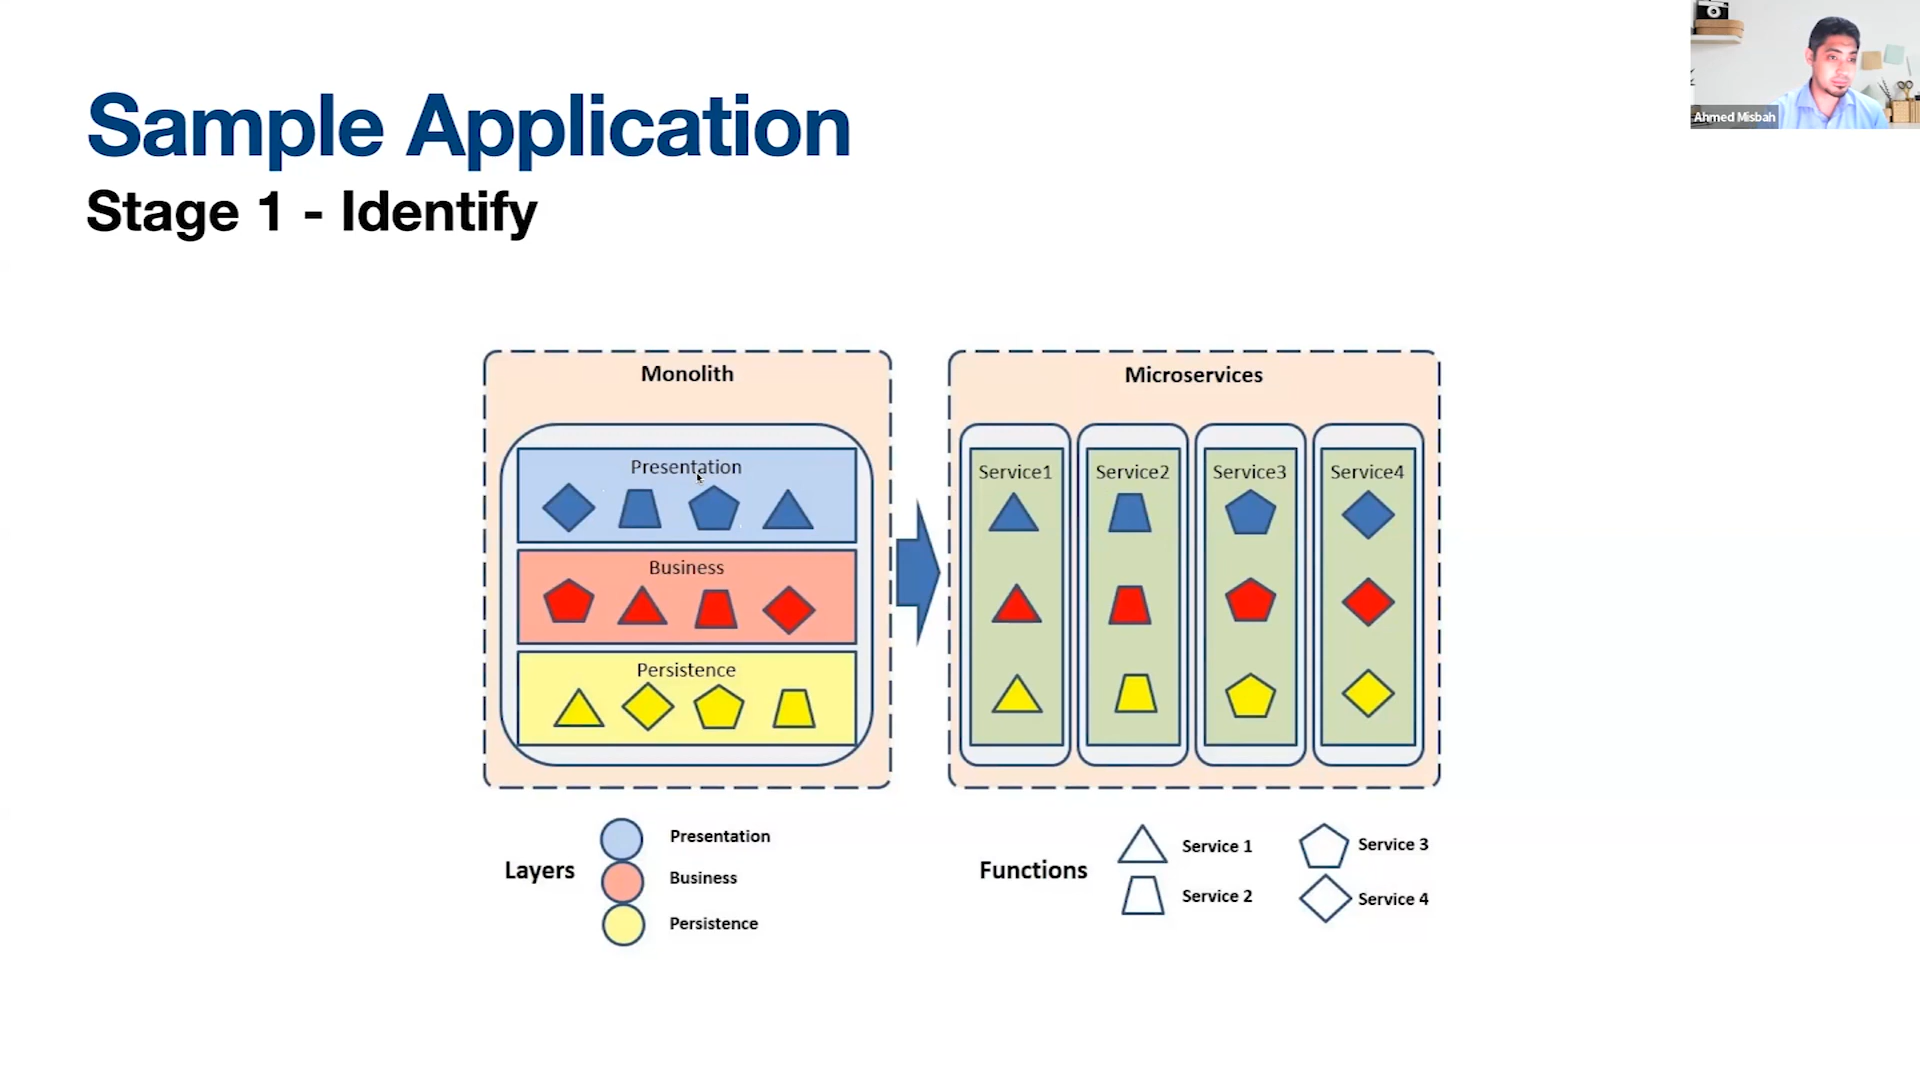 Ahmed Misbah
Sample Application
Stage 1 - Identify
Monolith
Presentation
Business
Persistence
Microservices
Service1
Service2
Service3
Service4
Layers
Presentation
Business
Persistence
Functions
Service 1
Service 2
Service 3
Service 4